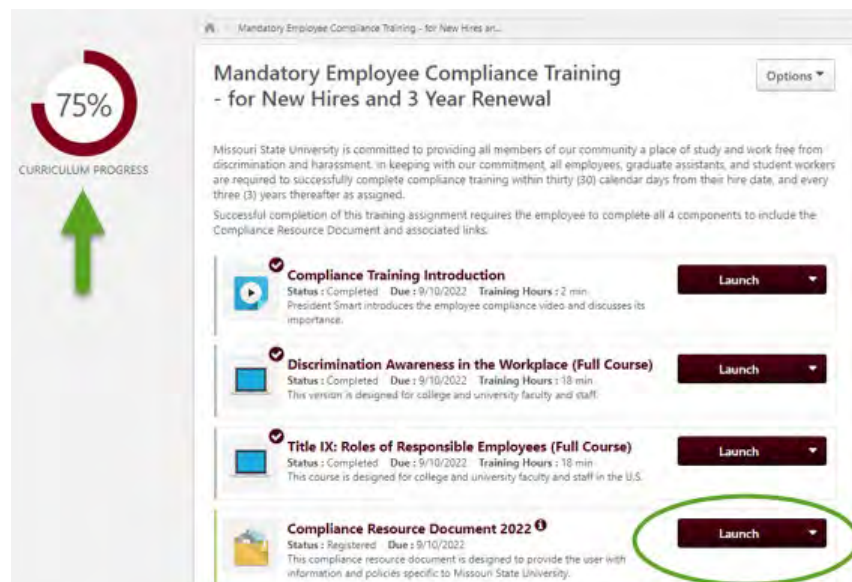 Mandatory Employee Compliance Training - for New Hires an...
75%
CURRICULUM PROGRESS
Mandatory Employee Compliance Training
- for New Hires and 3 Year Renewal
Options
Missouri State University is committed to providing all members of our community a place of study and work free from
discrimination and harassment. In keeping with our commitment, all employees, graduate assistants, and student workers
are required to successfully complete compliance training within thirty (30) calendar days from their hire date, and every
three (3) years thereafter as assigned.
Successful completion of this training assignment requires the employee to complete all 4 components to include the
Compliance Resource Document and associated links.
Compliance Training Introduction
Status : Completed Due : 9/10/2022 Training Hours : 2 min
President Smart introduces the employee compliance video and discusses its
importance.
Launch
Discrimination Awareness in the Workplace (Full Course)
Status : Completed Due : 9/10/2022 Training Hours : 18 min
This version is designed for college and university faculty and staff.
Launch
Title IX: Roles of Responsible Employees (Full Course)
Status : Completed Due : 9/10/2022 Training Hours : 18 min
This course is designed for college and university faculty and staff in the U.S.
Launch
Compliance Resource Document 2022
Status : Registered Due : 9/10/2022
This compliance resource document is designed to provide the user with
information and policies specific to Missouri State University.
Launch